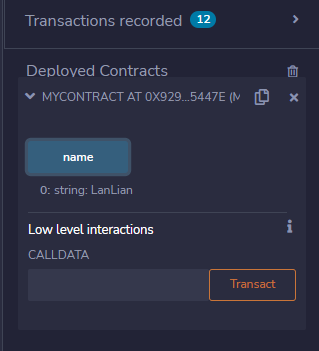 Transactions recorded 12
Deployed Contracts
MYCONTRACT AT 0X929...5447E (M
name
0: string: LanLian
Low level interactions
CALLDATA
Transact